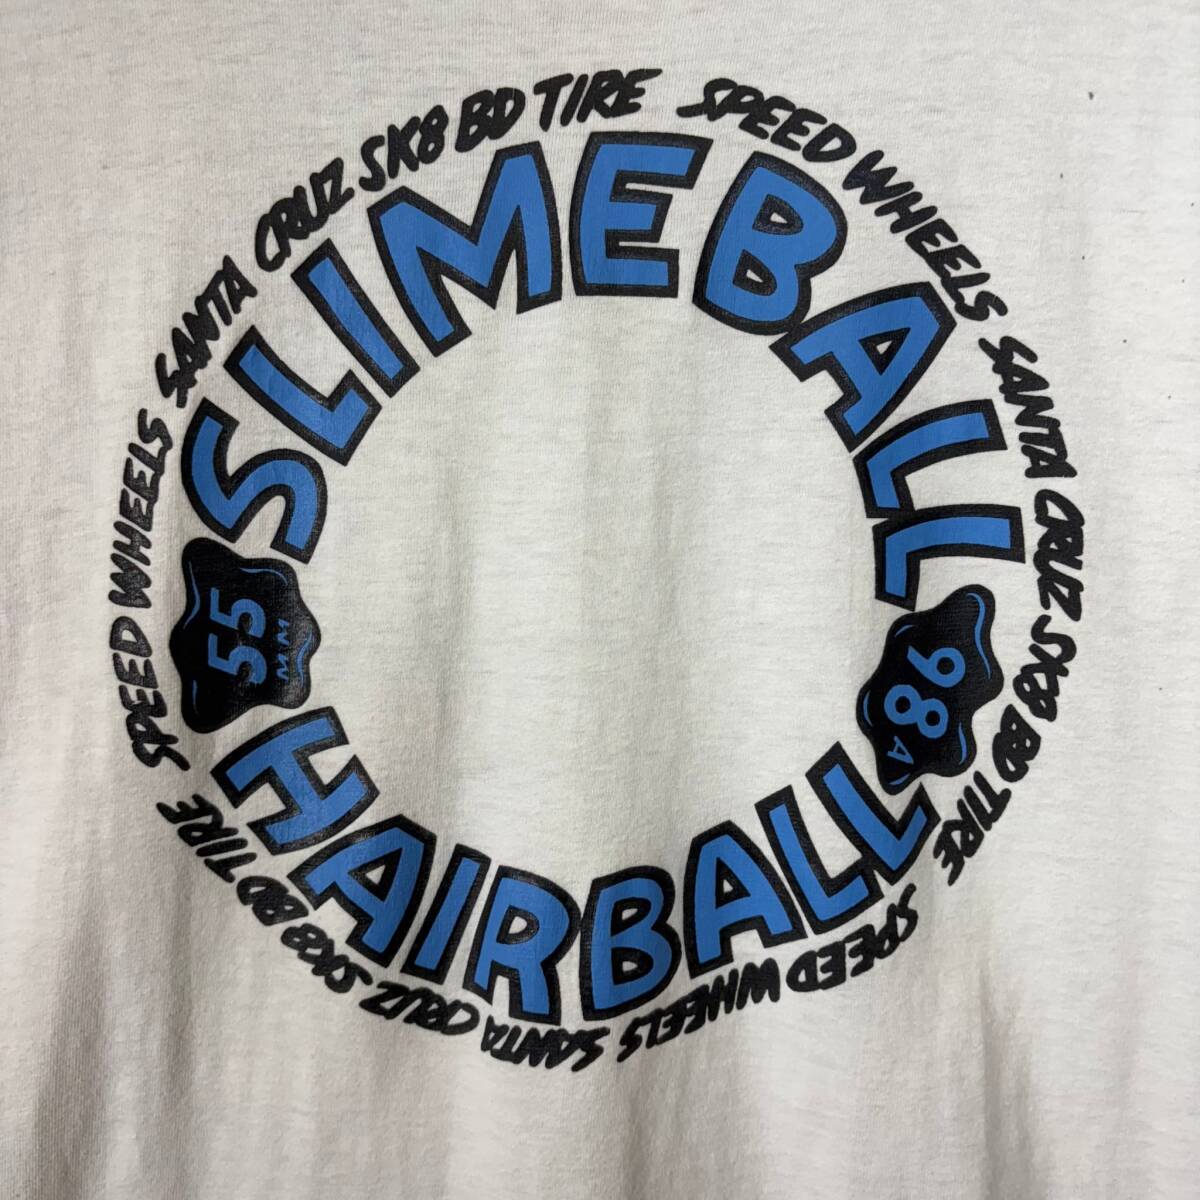 SPEED WHEELS SANTA CRUZ SK8 BD TIRE SPEED WHEELS SANTA CRUZ SK8 BD TIRE SPEED WHEELS SANTA CRUZ SK8 BD TIRE
SLIMEBALL
55 MM
98 A
HAIRBALL